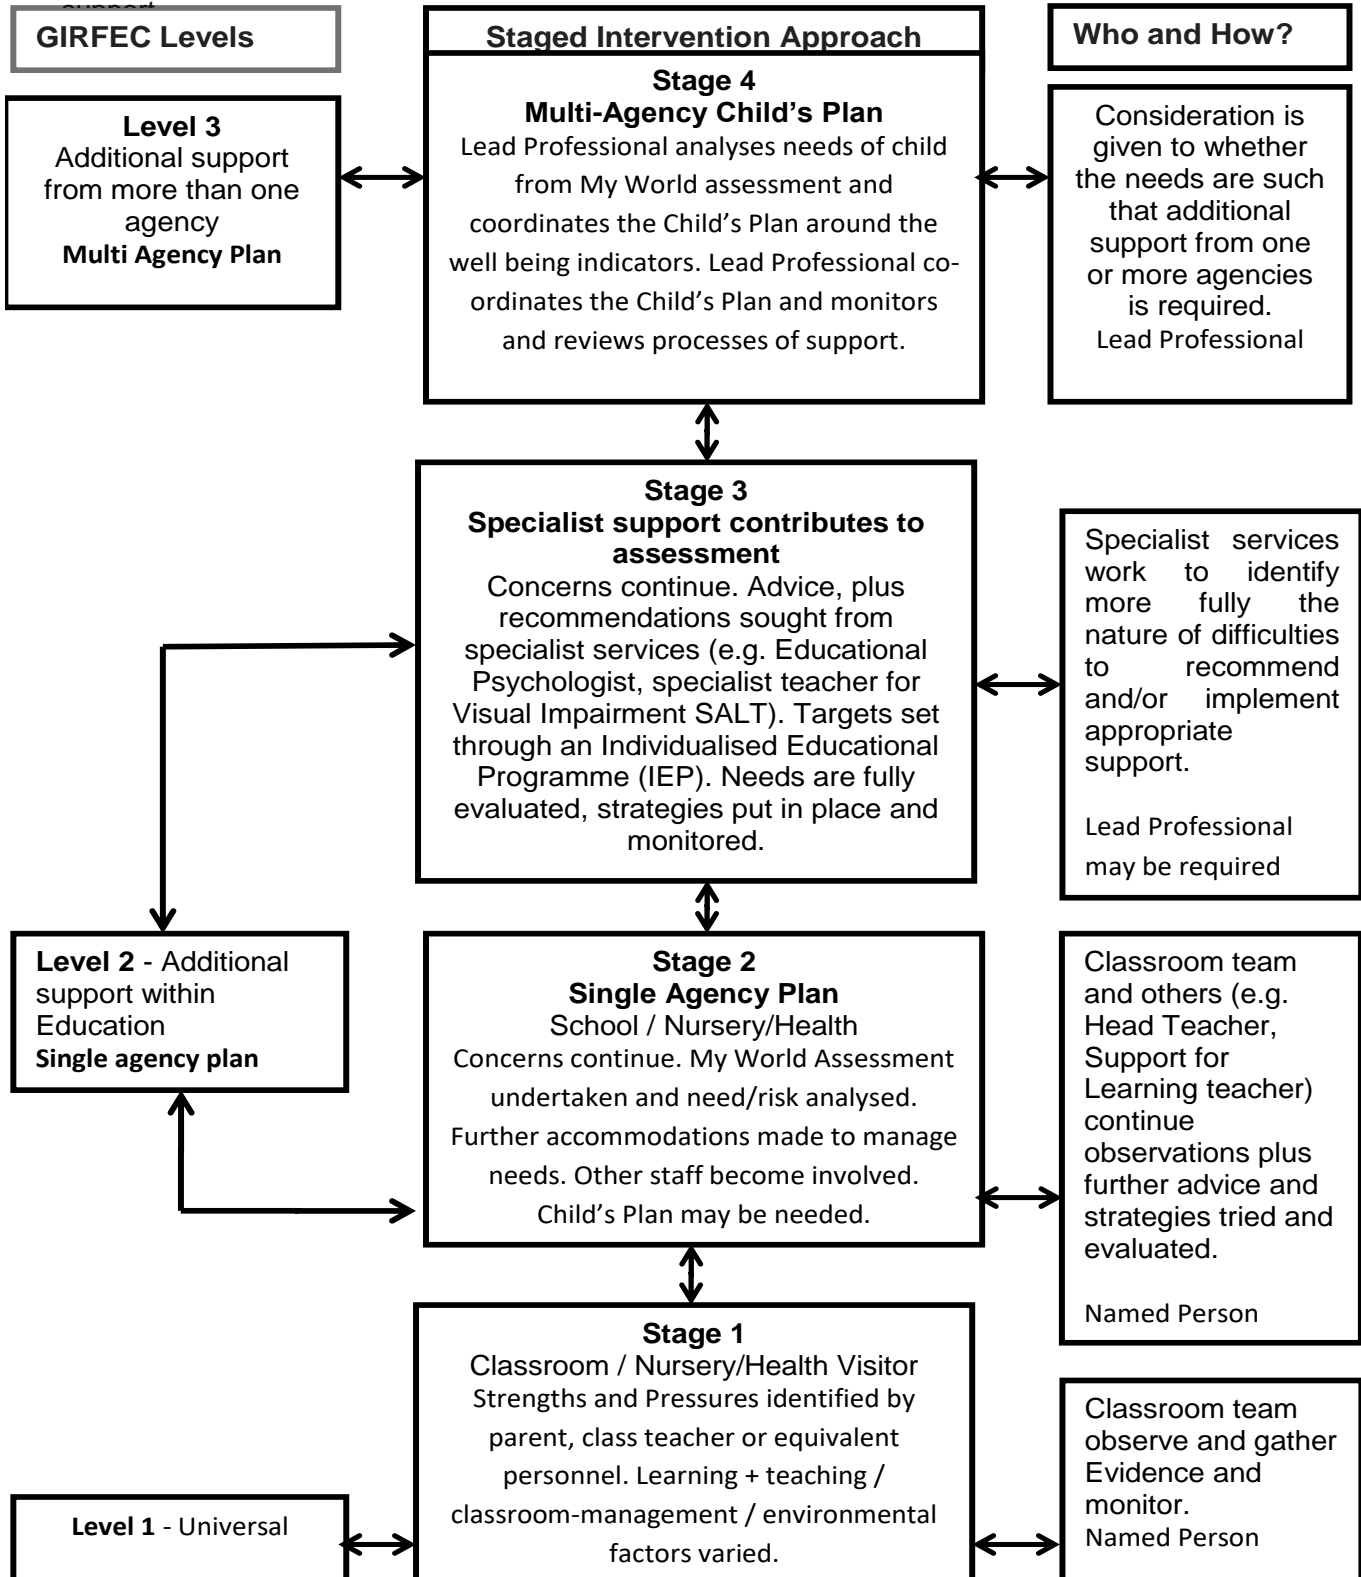 support
GIRFEC Levels
Staged Intervention Approach
Who and How?
Level 3
Additional support
from more than one
agency
Multi Agency Plan
Stage 4
Multi-Agency Child’s Plan
Lead Professional analyses needs of child
from My World assessment and
coordinates the Child’s Plan around the
well being indicators. Lead Professional co-
ordinates the Child’s Plan and monitors
and reviews processes of support.
Consideration is
given to whether
the needs are such
that additional
support from one
or more agencies
is required.
Lead Professional
Stage 3
Specialist support contributes to
assessment
Concerns continue. Advice, plus
recommendations sought from
specialist services (e.g. Educational
Psychologist, specialist teacher for
Visual Impairment SALT). Targets set
through an Individualised Educational
Programme (IEP). Needs are fully
evaluated, strategies put in place and
monitored.
Specialist services
work to identify
more fully the
nature of difficulties
to recommend
and/or implement
appropriate
support.
Lead Professional
may be required
Level 2 - Additional
support within
Education
Single agency plan
Stage 2
Single Agency Plan
School / Nursery/Health
Concerns continue. My World Assessment
undertaken and need/risk analysed.
Further accommodations made to manage
needs. Other staff become involved.
Child’s Plan may be needed.
Classroom team
and others (e.g.
Head Teacher,
Support for
Learning teacher)
continue
observations plus
further advice and
strategies tried and
evaluated.
Named Person
Level 1 - Universal
Stage 1
Classroom / Nursery/Health Visitor
Strengths and Pressures identified by
parent, class teacher or equivalent
personnel. Learning + teaching /
classroom-management / environmental
factors varied.
Classroom team
observe and gather
Evidence and
monitor.
Named Person